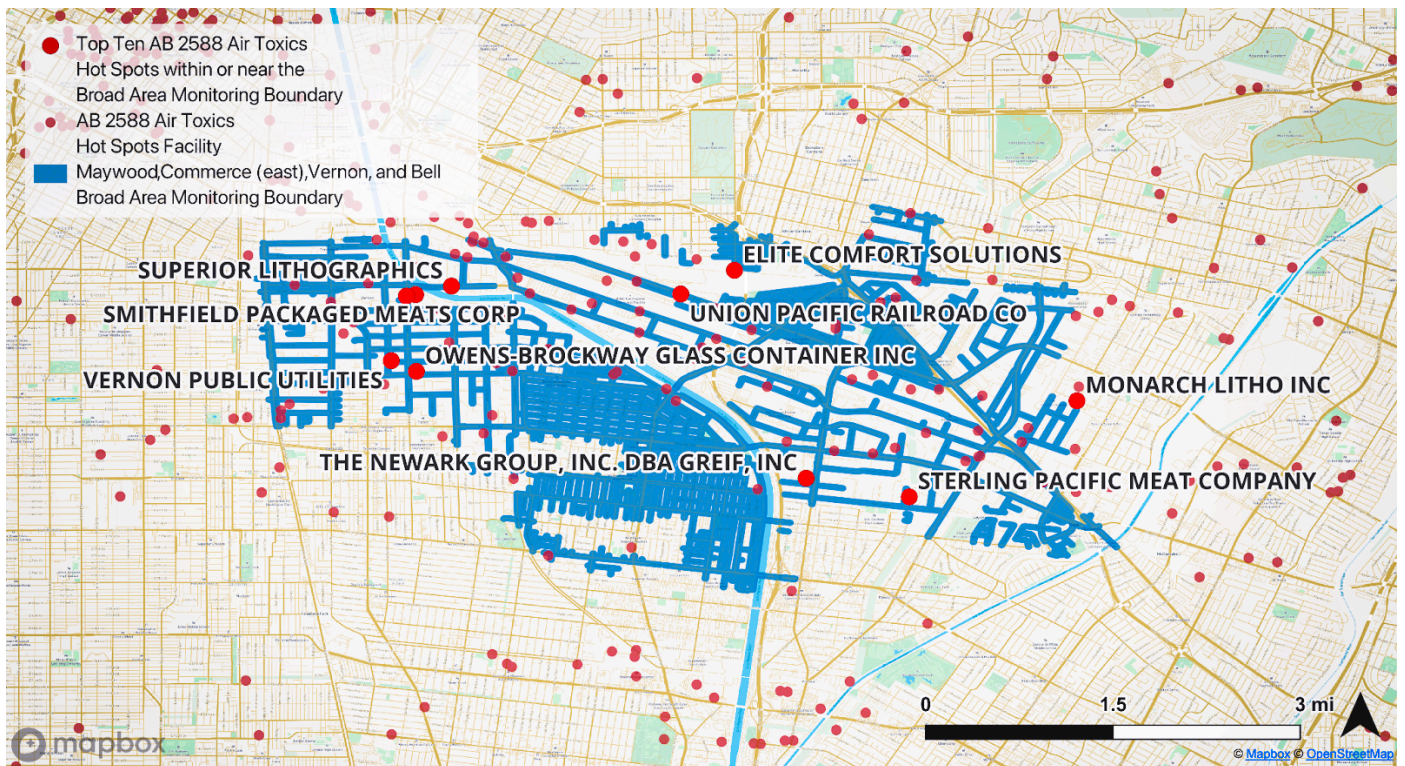 Top Ten AB 2588 Air Toxics
Hot Spots within or near the
Broad Area Monitoring Boundary
AB 2588 Air Toxics
Hot Spots Facility
Maywood,Commerce (east),Vernon, and Bell
Broad Area Monitoring Boundary
ELITE COMFORT SOLUTIONS
SUPERIOR LITHOGRAPHICS
SMITHFIELD PACKAGED MEATS CORP
UNION PACIFIC RAILROAD CO
OWENS-BROCKWAY GLASS CONTAINER INC
VERNON PUBLIC UTILITIES
MONARCH LITHO INC
THE NEWARK GROUP, INC. DBA GREIF, INC
STERLING PACIFIC MEAT COMPANY
0 1.5 3 mi
mapbox
© Mapbox © OpenStreetMap